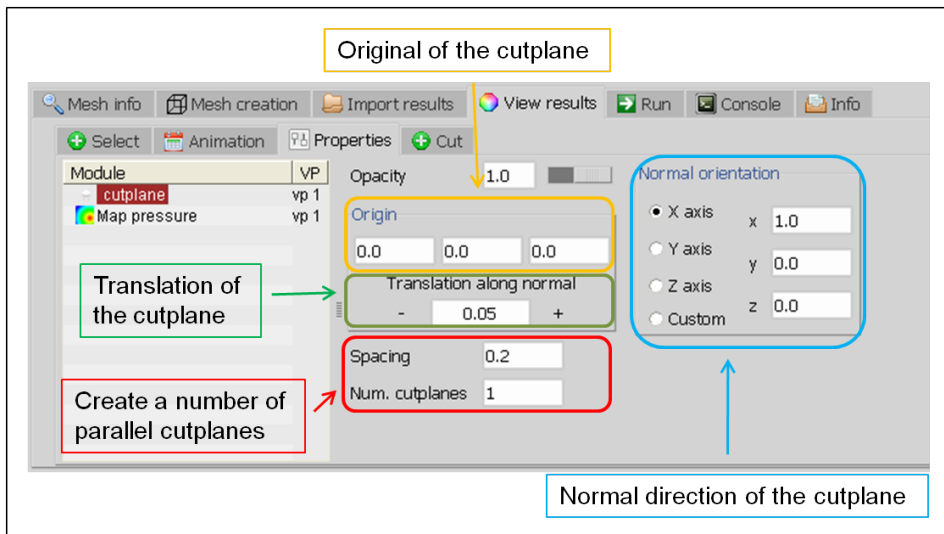 Original of the cutplane
Mesh info Mesh creation Import results View results Run Console Info
Select Animation Properties Cut
Module VP
cutplane vp 1
Map pressure vp 1
Opacity 1.0
Origin
0.0 0.0 0.0
Translation along normal
- 0.05 +
Spacing 0.2
Num. cutplanes 1
Normal orientation
X axis x 1.0
Y axis y 0.0
Z axis z 0.0
Custom
Translation of
the cutplane
Create a number of
parallel cutplanes
Normal direction of the cutplane